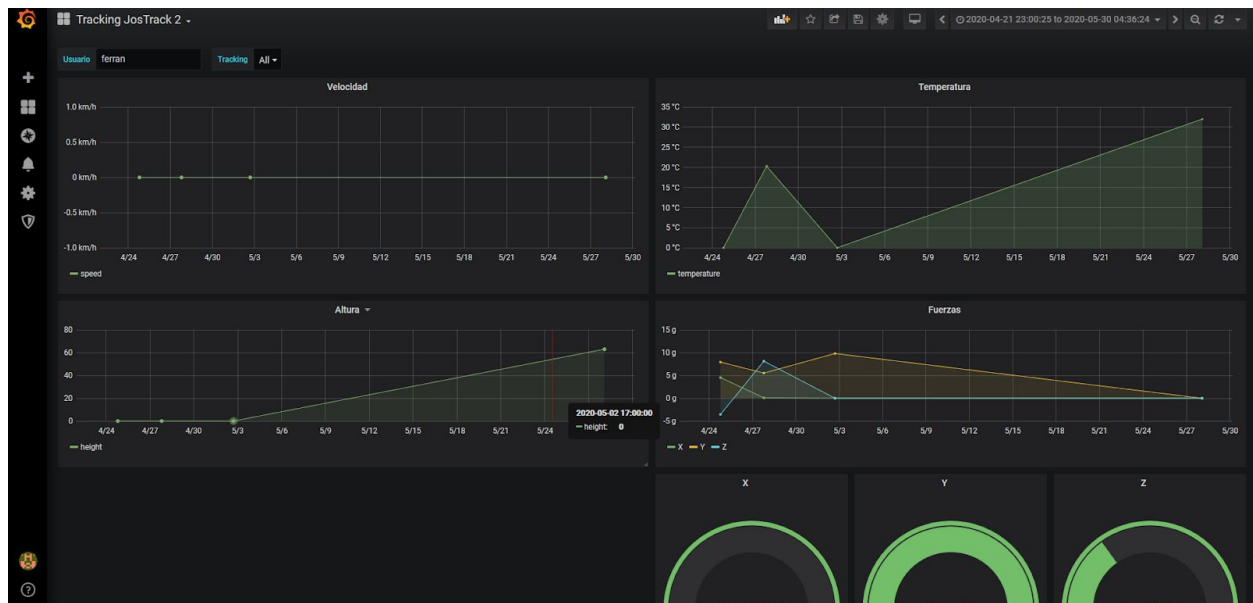 Tracking JosTrack 2
2020-04-21 23:00:25 to 2020-05-30 04:36:24
Usuario ferran Tracking All
Velocidad
1.0 km/h
0.5 km/h
0 km/h
-0.5 km/h
-1.0 km/h
4/24 4/27 4/30 5/3 5/6 5/9 5/12 5/15 5/18 5/21 5/24 5/27 5/30
speed
Temperatura
35 °C
30 °C
25 °C
20 °C
15 °C
10 °C
5 °C
0 °C
4/24 4/27 4/30 5/3 5/6 5/9 5/12 5/15 5/18 5/21 5/24 5/27 5/30
temperature
Altura
80
60
40
20
0
4/24 4/27 4/30 5/3 5/6 5/9 5/12 5/15 5/18 5/21 5/24
2020-05-02 17:00:00
height: 0
height
Fuerzas
15 g
10 g
5 g
0 g
-5 g
4/24 4/27 4/30 5/3 5/6 5/9 5/12 5/15 5/18 5/21 5/24 5/27 5/30
X Y Z
X
Y
Z